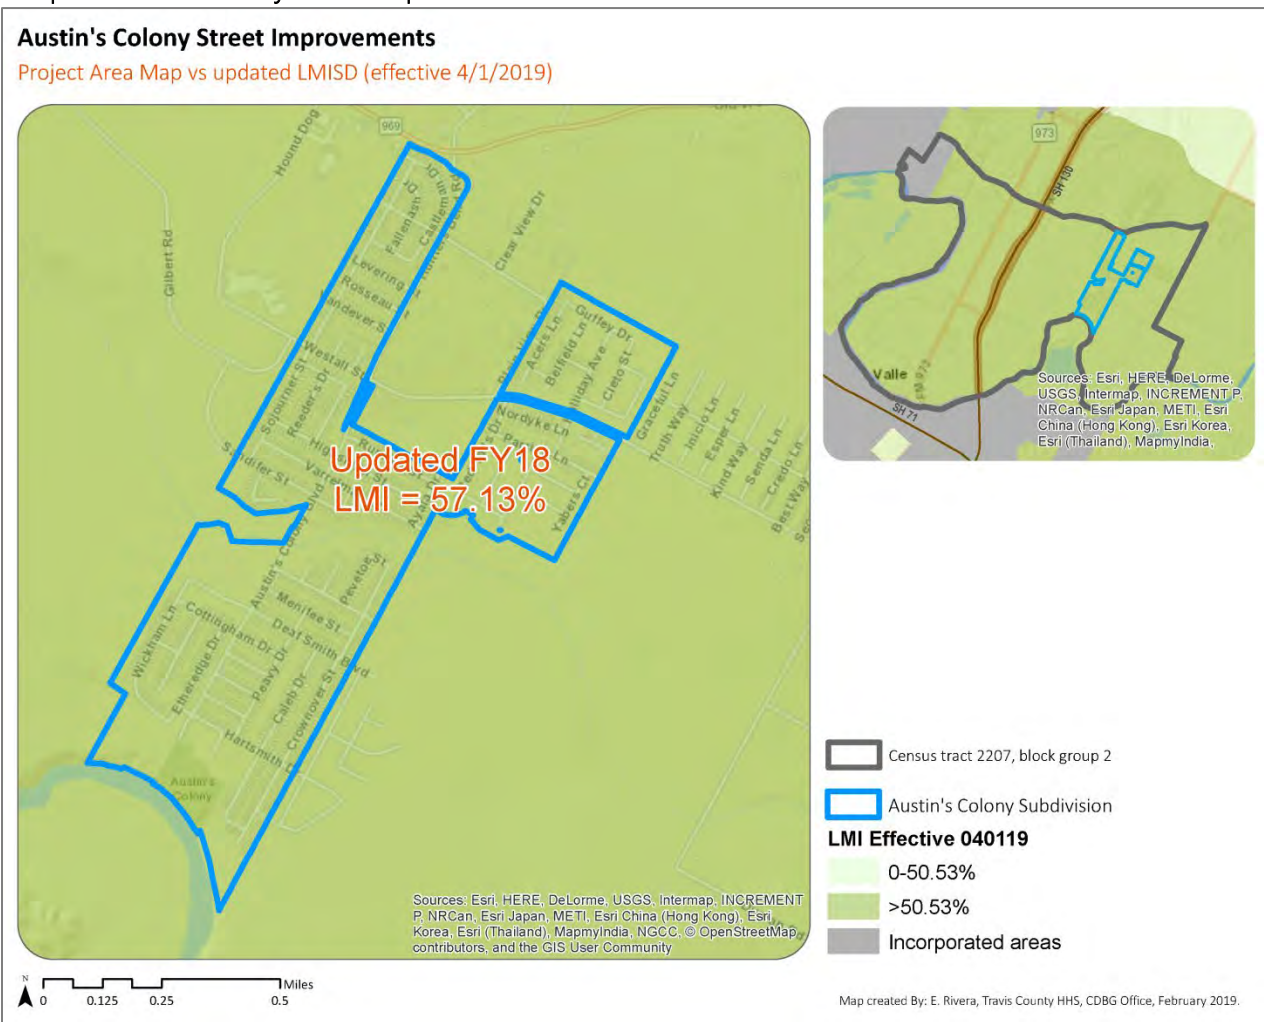 Austin's Colony Street Improvements
Project Area Map vs updated LMISD (effective 4/1/2019)
969
Hound Dog
Gilbert Rd
Fallenash Dr
Clear View Dr
Levering
Rosseau St
Vandever St
Westall St
Sojourner St
Reeder's Dr
Sandifer St
Guffey Dr
Acers Ln
Belfield Ln
Cleto St
Nordyke Ln
Graceful Ln
Truth Way
Inicio Ln
Esper Ln
Kind Way
Senda Ln
Credo Ln
Best Way
Yabers Ct
Updated FY18
LMI = 57.13%
Austin's Colony Blvd
Pevetoe St
Menifee St
Deaf Smith Blvd
Cottingham Dr
Wickham Ln
Etheredge Dr
Peavy Dr
Caleb Dr
Crownover St
Hartsmith Dr
Austin's
Colony
Sources: Esri, HERE, DeLorme, USGS, Intermap, INCREMENT
P, NRCan, Esri Japan, METI, Esri China (Hong Kong), Esri
Korea, Esri (Thailand), MapmyIndia, NGCC, © OpenStreetMap
contributors, and the GIS User Community
973
SH 130
Valle
FM 973
SH 71
Sources: Esri, HERE, DeLorme,
USGS, Intermap, INCREMENT P,
NRCan, Esri Japan, METI, Esri
China (Hong Kong), Esri Korea,
Esri (Thailand), MapmyIndia,
Census tract 2207, block group 2
Austin's Colony Subdivision
LMI Effective 040119
0-50.53%
>50.53%
Incorporated areas
N
Miles
0 0.125 0.25 0.5
Map created By: E. Rivera, Travis County HHS, CDBG Office, February 2019.